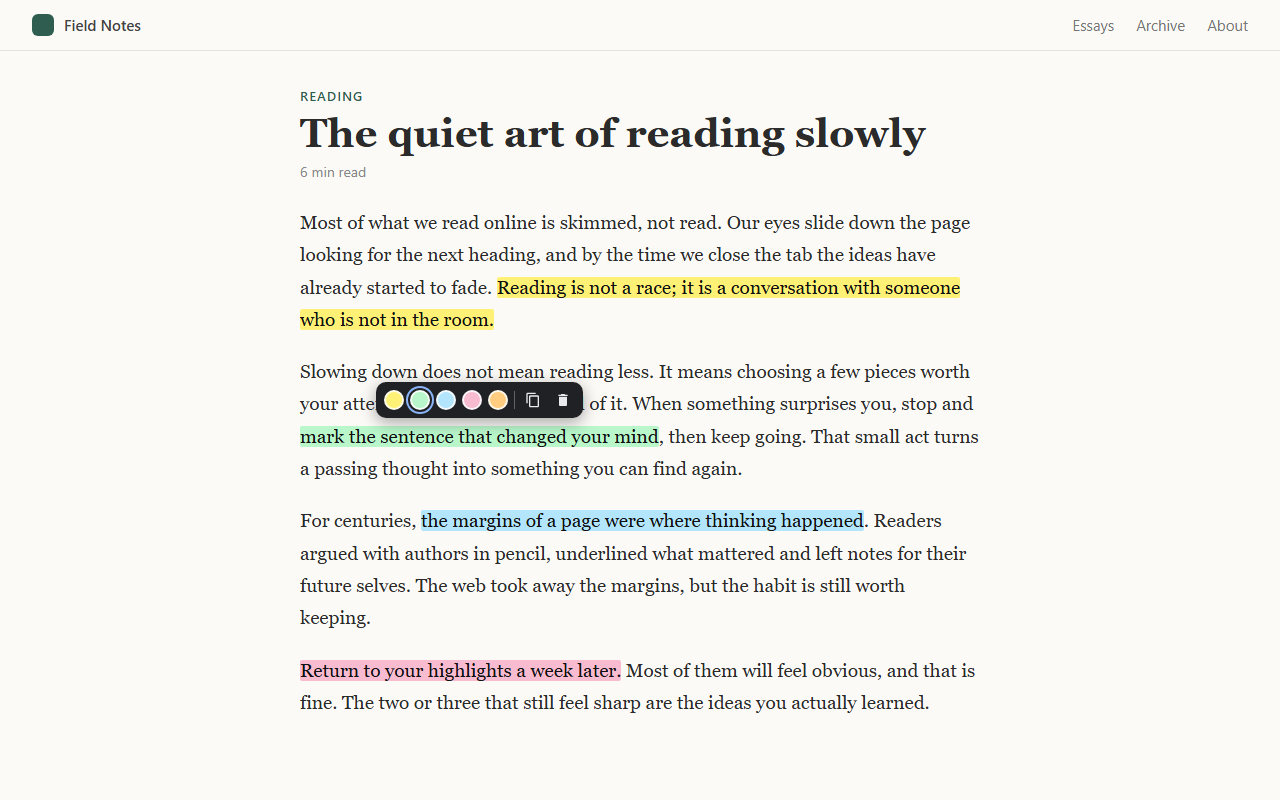 Field Notes
Essays
Archive
About
READING
The quiet art of reading slowly
6 min read
Most of what we read online is skimmed, not read. Our eyes slide down the page
looking for the next heading, and by the time we close the tab the ideas have
already started to fade. Reading is not a race; it is a conversation with someone
who is not in the room.
Slowing down does not mean reading less. It means choosing a few pieces worth
your of it. When something surprises you, stop and
mark the sentence that changed your mind, then keep going. That small act turns
a passing thought into something you can find again.
For centuries, the margins of a page were where thinking happened. Readers
argued with authors in pencil, underlined what mattered and left notes for their
future selves. The web took away the margins, but the habit is still worth
keeping.
Return to your highlights a week later. Most of them will feel obvious, and that is
fine. The two or three that still feel sharp are the ideas you actually learned.